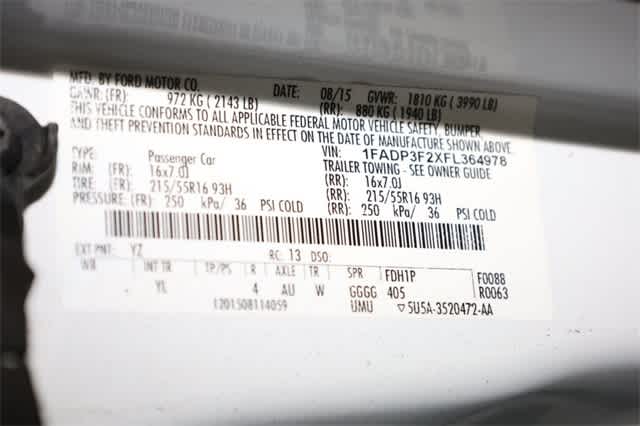 MFD. BY FORD MOTOR CO. DATE: 08/15 GVWR: 1810 KG ( 3990 LB)
GAWR: (FR): 972 KG ( 2143 LB) (RR): 880 KG ( 1940 LB)
THIS VEHICLE CONFORMS TO ALL APPLICABLE FEDERAL MOTOR VEHICLE SAFETY, BUMPER,
AND THEFT PREVENTION STANDARDS IN EFFECT ON THE DATE OF MANUFACTURE SHOWN ABOVE.
VIN: 1FADP3F2XFL364978
TYPE: Passenger Car TRAILER TOWING - SEE OWNER GUIDE
RIM: (FR): 16x7.0J (RR): 16x7.0J
TIRE: (FR): 215/55R16 93H (RR): 215/55R16 93H
PRESSURE: (FR): 250 kPa/ 36 PSI COLD (RR): 250 kPa/ 36 PSI COLD
EXT PNT: YZ RC: 13 DSO:
WB INT TR TP/PS R AXLE TR SPR FDH1P F0088
YL 4 AU W GGGG 405 R0063
1201508114059 UMU ▽5U5A-3520472-AA